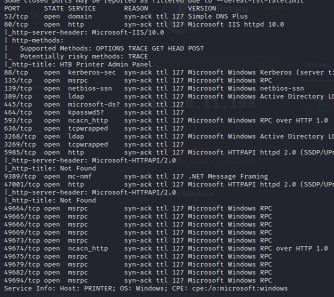 Some closed ports may be reported as filtered due to --defeat-rst-ratelimit
PORT STATE SERVICE REASON VERSION
53/tcp open domain syn-ack ttl 127 Simple DNS Plus
80/tcp open http syn-ack ttl 127 Microsoft IIS httpd 10.0
|_http-server-header: Microsoft-IIS/10.0
| http-methods:
| Supported Methods: OPTIONS TRACE GET HEAD POST
|_ Potentially risky methods: TRACE
|_http-title: HTB Printer Admin Panel
88/tcp open kerberos-sec syn-ack ttl 127 Microsoft Windows Kerberos (server ti
135/tcp open msrpc syn-ack ttl 127 Microsoft Windows RPC
139/tcp open netbios-ssn syn-ack ttl 127 Microsoft Windows netbios-ssn
389/tcp open ldap syn-ack ttl 127 Microsoft Windows Active Directory LD
445/tcp open microsoft-ds? syn-ack ttl 127
464/tcp open kpasswd5? syn-ack ttl 127
593/tcp open ncacn_http syn-ack ttl 127 Microsoft Windows RPC over HTTP 1.0
636/tcp open tcpwrapped syn-ack ttl 127
3268/tcp open ldap syn-ack ttl 127 Microsoft Windows Active Directory LD
3269/tcp open tcpwrapped syn-ack ttl 127
5985/tcp open http syn-ack ttl 127 Microsoft HTTPAPI httpd 2.0 (SSDP/UPn
|_http-server-header: Microsoft-HTTPAPI/2.0
|_http-title: Not Found
9389/tcp open mc-nmf syn-ack ttl 127 .NET Message Framing
47001/tcp open http syn-ack ttl 127 Microsoft HTTPAPI httpd 2.0 (SSDP/UPn
|_http-server-header: Microsoft-HTTPAPI/2.0
|_http-title: Not Found
49664/tcp open msrpc syn-ack ttl 127 Microsoft Windows RPC
49665/tcp open msrpc syn-ack ttl 127 Microsoft Windows RPC
49666/tcp open msrpc syn-ack ttl 127 Microsoft Windows RPC
49669/tcp open msrpc syn-ack ttl 127 Microsoft Windows RPC
49673/tcp open msrpc syn-ack ttl 127 Microsoft Windows RPC
49674/tcp open ncacn_http syn-ack ttl 127 Microsoft Windows RPC over HTTP 1.0
49675/tcp open msrpc syn-ack ttl 127 Microsoft Windows RPC
49679/tcp open msrpc syn-ack ttl 127 Microsoft Windows RPC
49682/tcp open msrpc syn-ack ttl 127 Microsoft Windows RPC
49694/tcp open msrpc syn-ack ttl 127 Microsoft Windows RPC
Service Info: Host: PRINTER; OS: Windows; CPE: cpe:/o:microsoft:windows